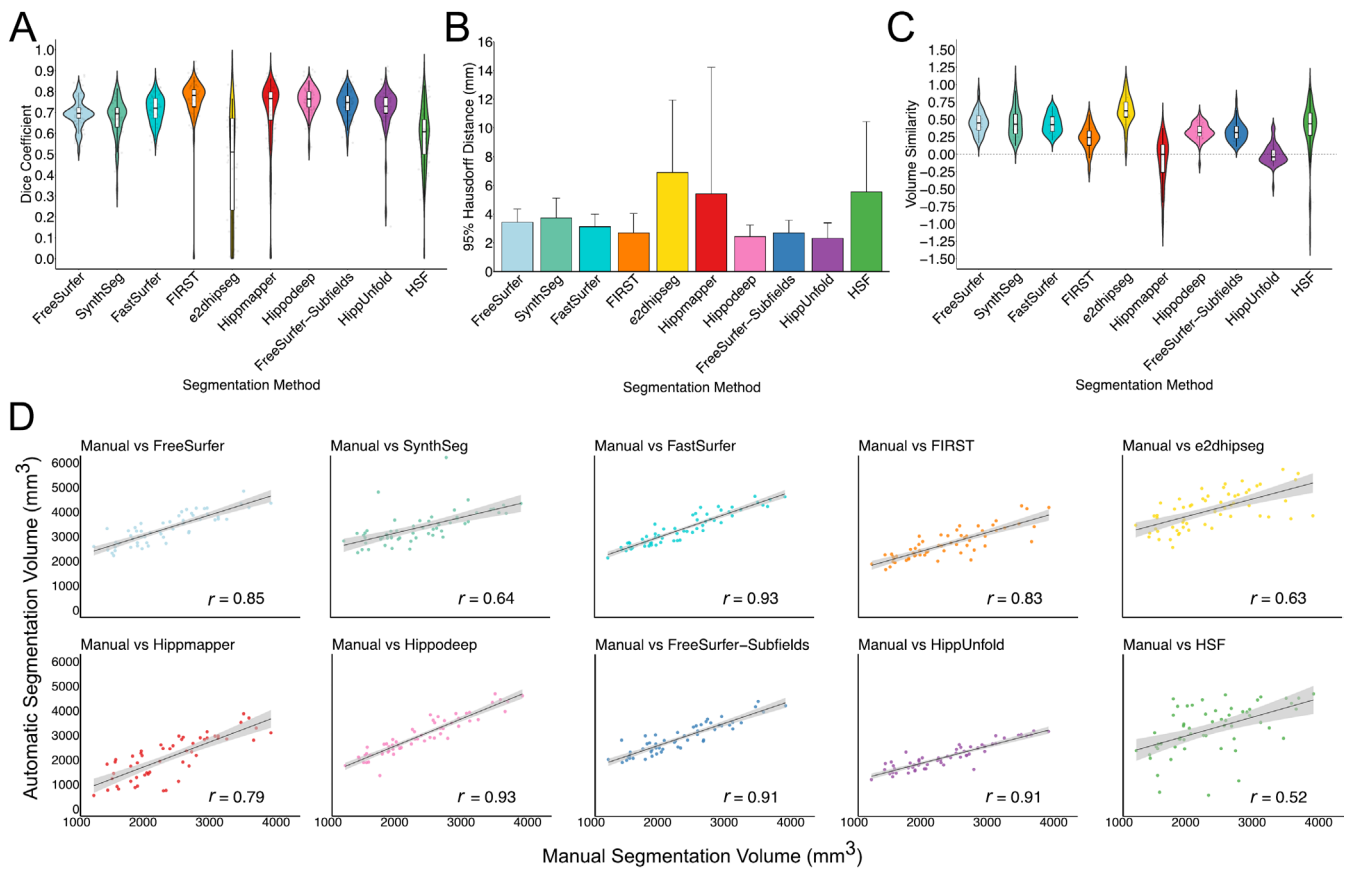 A
Dice Coefficient
1.0
0.9
0.8
0.7
0.6
0.5
0.4
0.3
0.2
0.1
0.0
FreeSurfer
SynthSeg
FastSurfer
FIRST
e2dhipseg
Hippmapper
Hippodeep
FreeSurfer-Subfields
HippUnfold
HSF
Segmentation Method
B
95% Hausdorff Distance (mm)
16
14
12
10
8
6
4
2
0
FreeSurfer
SynthSeg
FastSurfer
FIRST
e2dhipseg
Hippmapper
Hippodeep
FreeSurfer-Subfields
HippUnfold
HSF
Segmentation Method
C
Volume Similarity
1.50
1.25
1.00
0.75
0.50
0.25
0.00
−0.25
−0.50
−0.75
−1.00
−1.25
−1.50
FreeSurfer
SynthSeg
FastSurfer
FIRST
e2dhipseg
Hippmapper
Hippodeep
FreeSurfer-Subfields
HippUnfold
HSF
Segmentation Method
D
Automatic Segmentation Volume (mm³)
Manual vs FreeSurfer
6000
5000
4000
3000
2000
1000
0
r = 0.85
Manual vs SynthSeg
r = 0.64
Manual vs FastSurfer
r = 0.93
Manual vs FIRST
r = 0.83
Manual vs e2dhipseg
r = 0.63
Manual vs Hippmapper
6000
5000
4000
3000
2000
1000
0
r = 0.79
1000 2000 3000 4000
Manual vs Hippodeep
r = 0.93
1000 2000 3000 4000
Manual vs FreeSurfer−Subfields
r = 0.91
1000 2000 3000 4000
Manual vs HippUnfold
r = 0.91
1000 2000 3000 4000
Manual vs HSF
r = 0.52
1000 2000 3000 4000
Manual Segmentation Volume (mm³)